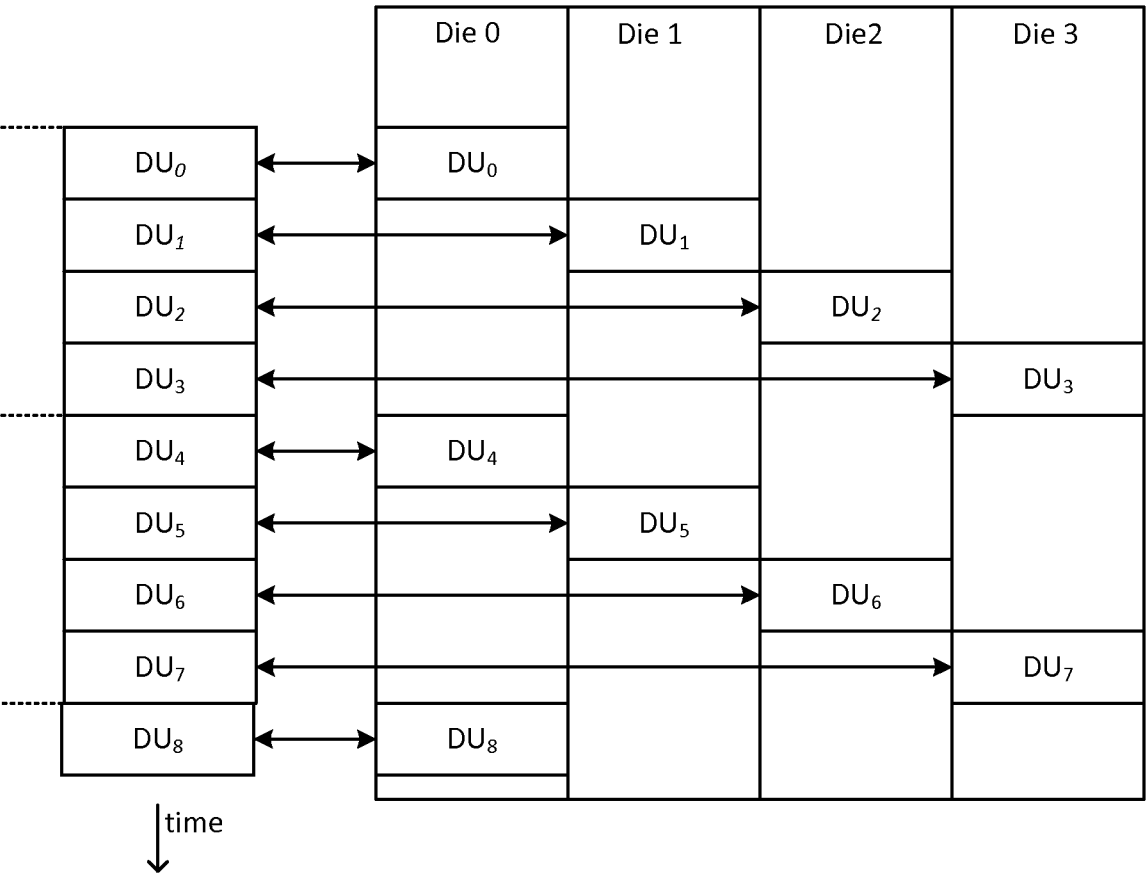 Die 0 Die 1 Die2 Die 3
DU₀ DU₀
DU₁ DU₁
DU₂ DU₂
DU₃ DU₃
DU₄ DU₄
DU₅ DU₅
DU₆ DU₆
DU₇ DU₇
DU₈ DU₈
time